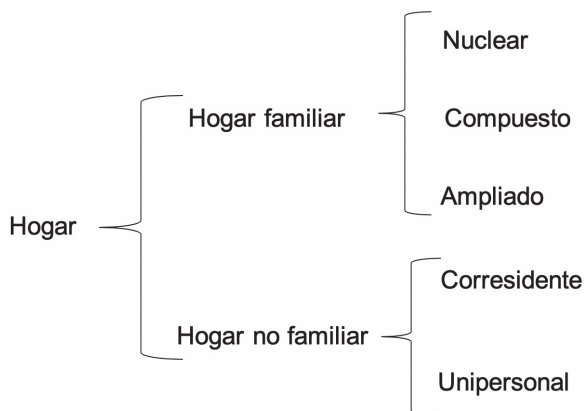 Hogar
Hogar familiar
Nuclear
Compuesto
Ampliado
Hogar no familiar
Corresidente
Unipersonal